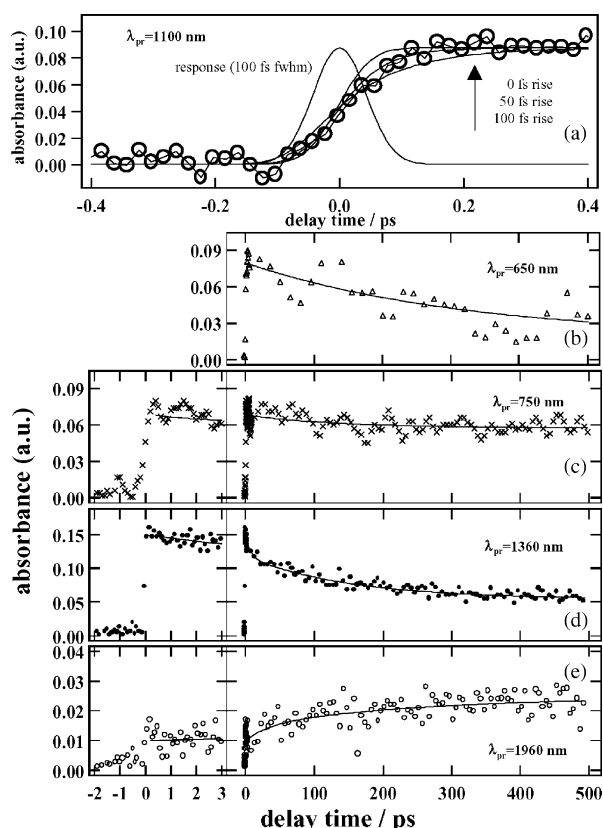 absorbance (a.u.)
0.10
0.08
0.06
0.04
0.02
0.00
λpr=1100 nm
response (100 fs fwhm)
0 fs rise
50 fs rise
100 fs rise
(a)
-0.4
-0.2
0.0
0.2
0.4
delay time / ps
0.09
0.06
0.03
0.00
λpr=650 nm
(b)
absorbance (a.u.)
0.09
0.06
0.03
0.00
λpr=750 nm
(c)
0.15
0.10
0.05
0.00
λpr=1360 nm
(d)
0.04
0.03
0.02
0.01
0.00
(e)
λpr=1960 nm
-2 -1 0 1 2 3
0 100 200 300 400 500
delay time / ps